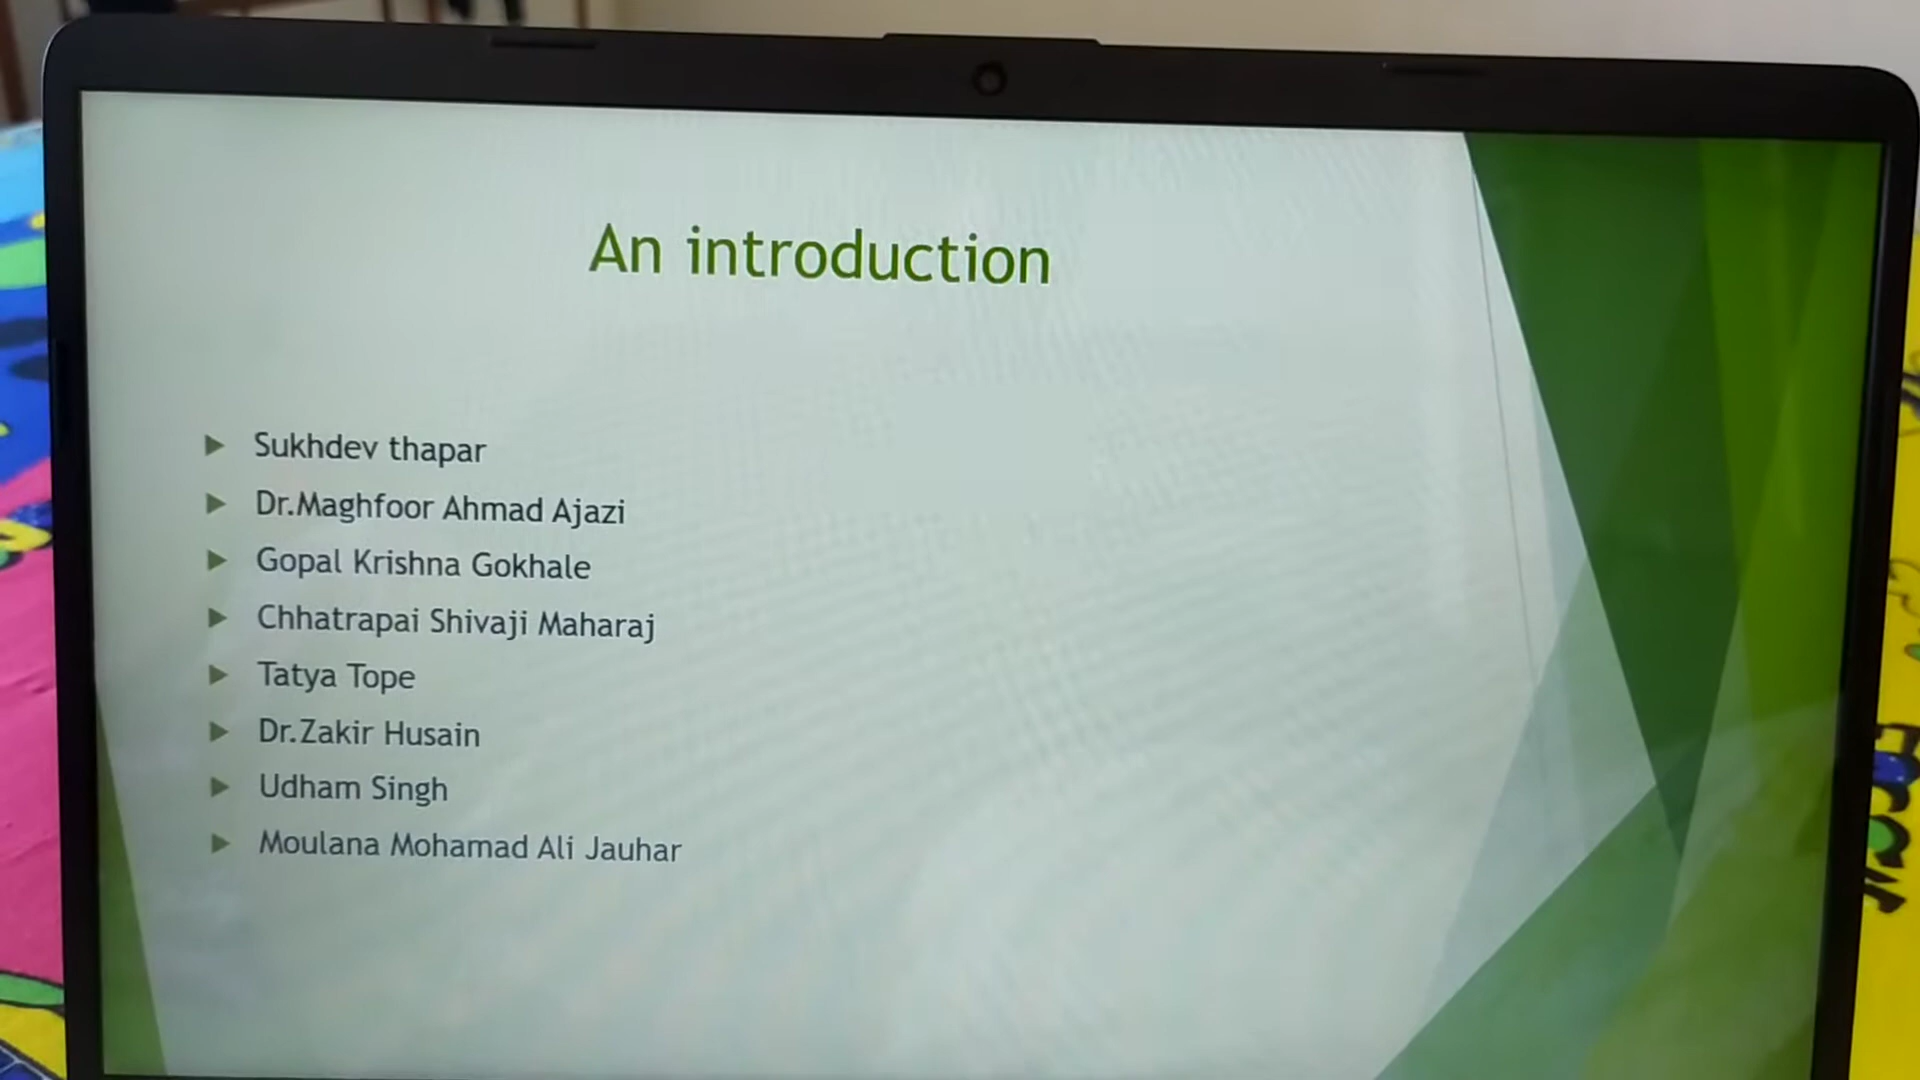 An introduction
Sukhdev thapar
Dr.Maghfoor Ahmad Ajazi
Gopal Krishna Gokhale
Chhatrapai Shivaji Maharaj
Tatya Tope
Dr.Zakir Husain
Udham Singh
Moulana Mohamad Ali Jauhar